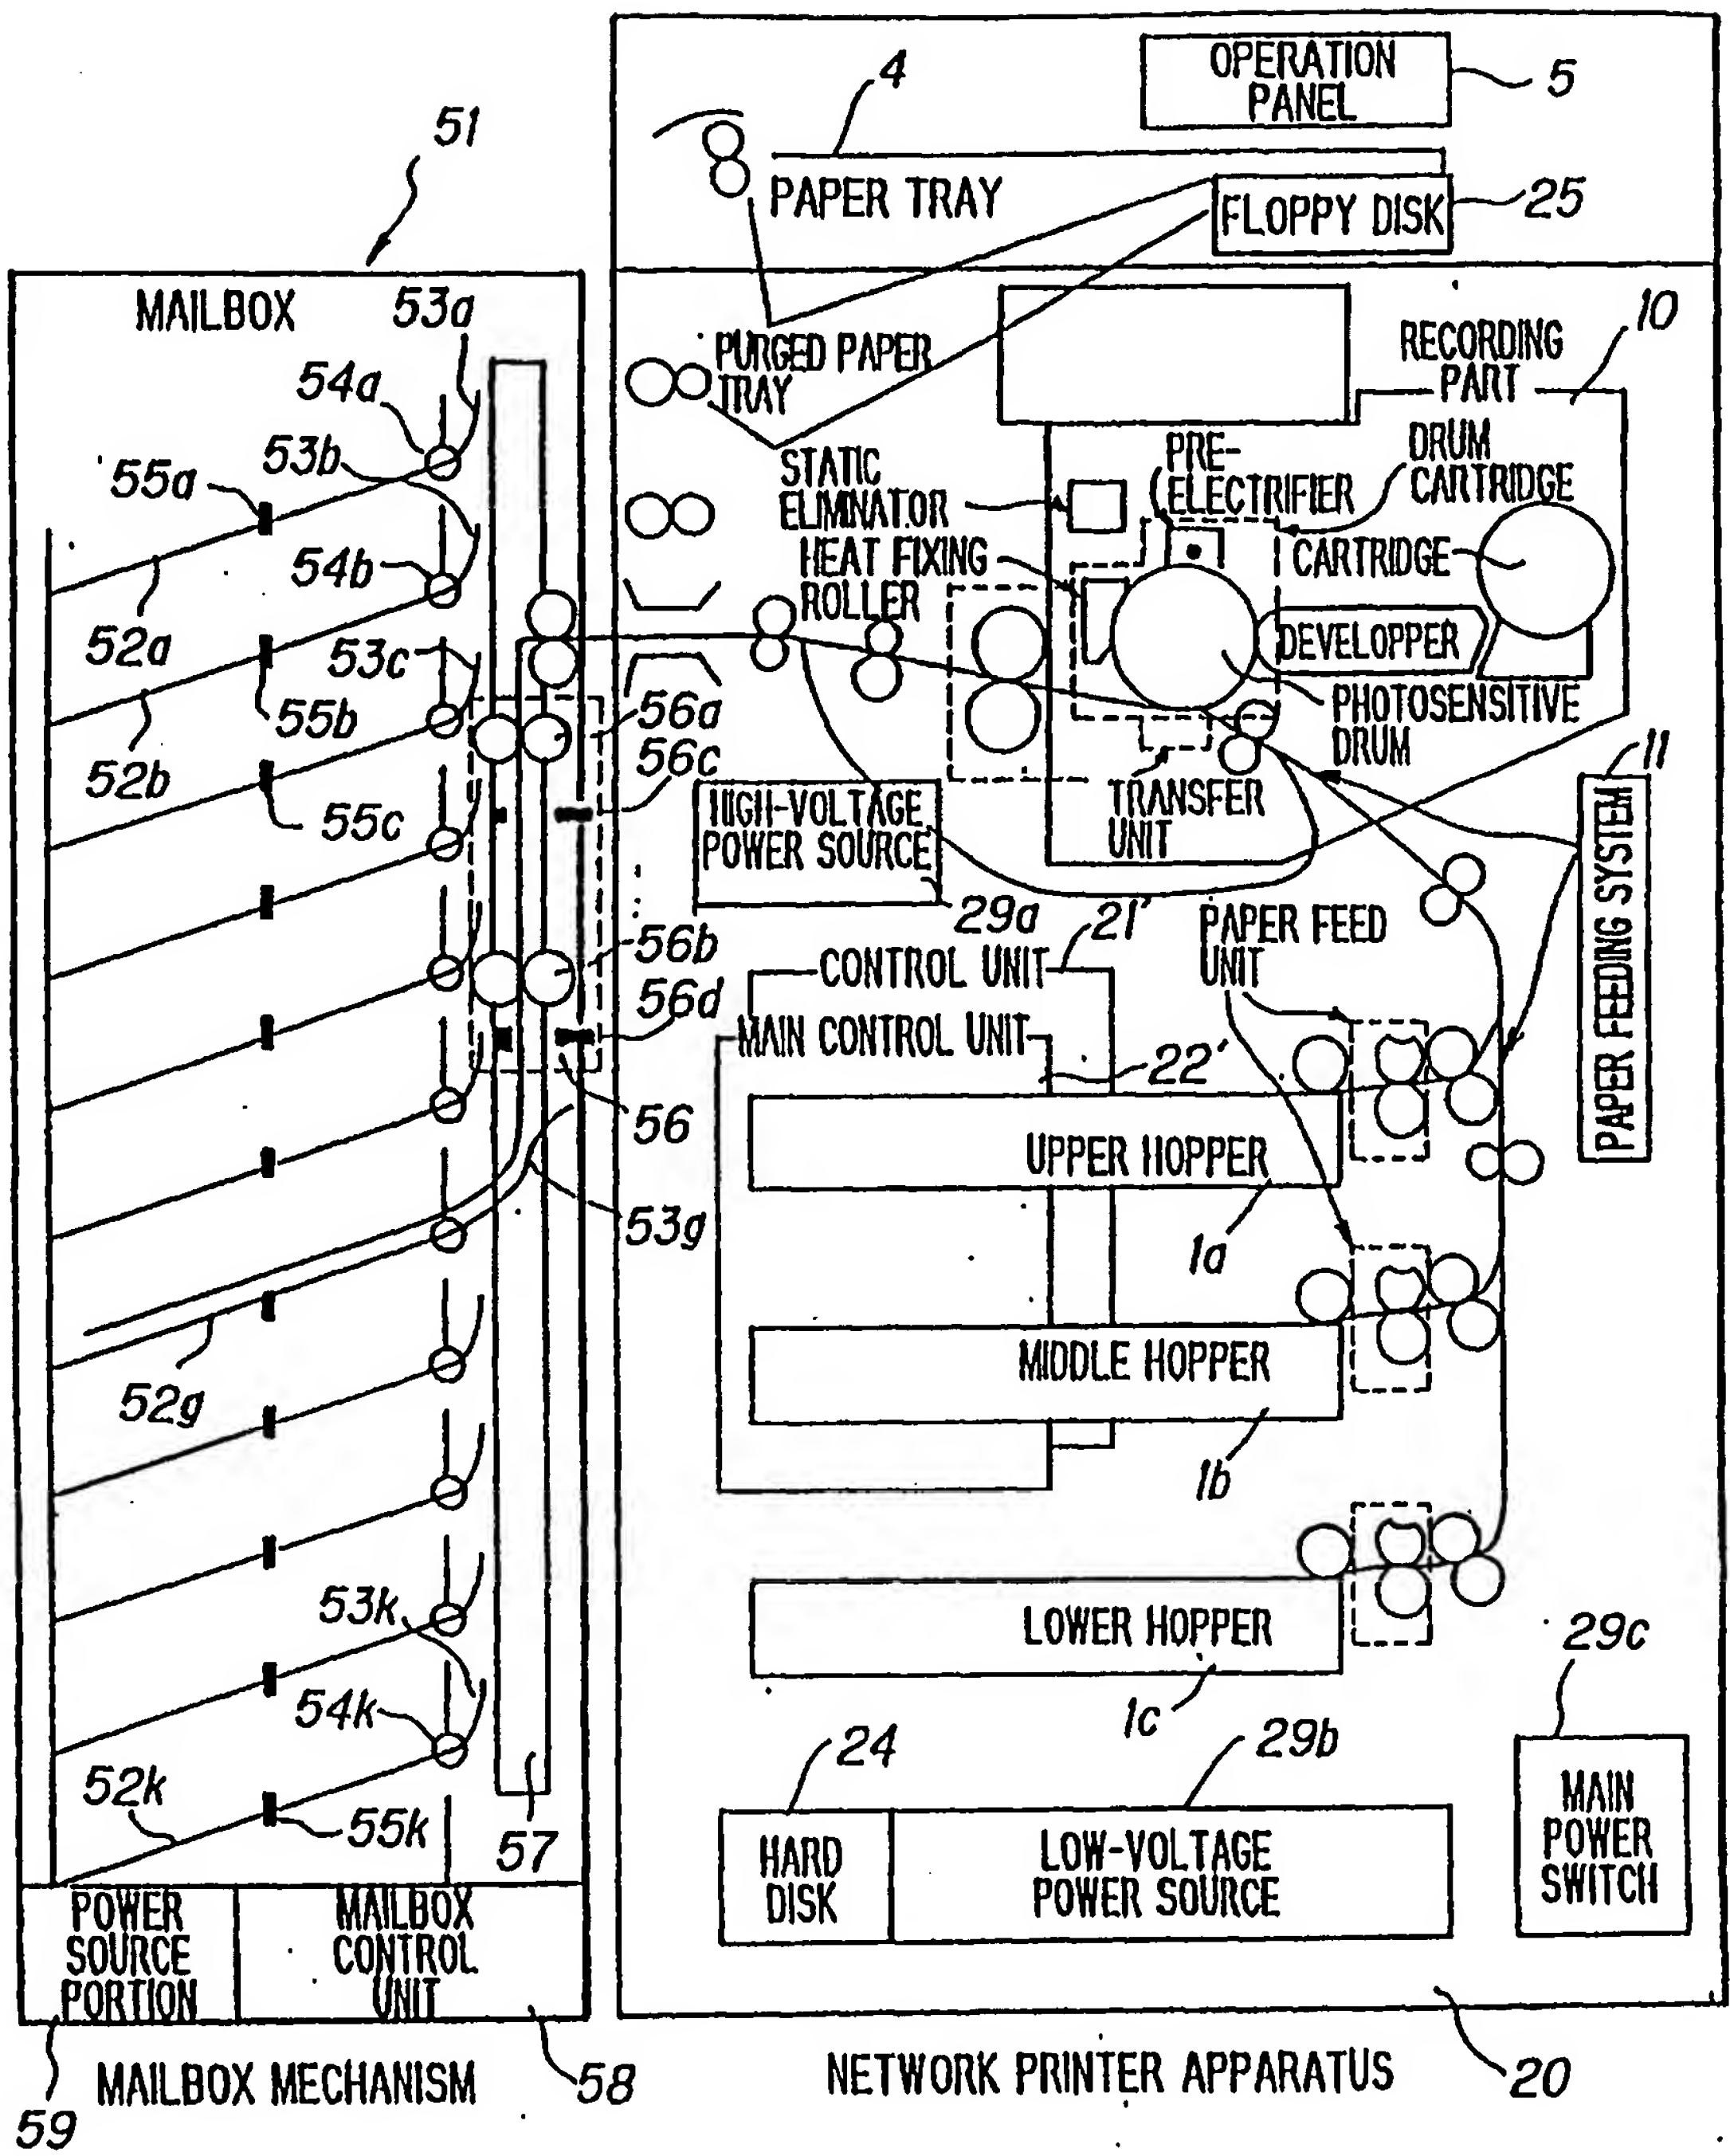 OPERATION
PANEL
5
4
PAPER TRAY
FLOPPY DISK
25
51
MAILBOX
53a
54a
53b
55a
54b
52a
53c
55b
52b
55c
56a
56c
56b
56d
56
53g
52g
53k
54k
52k
55k
57
POWER
SOURCE
PORTION
MAILBOX
CONTROL
UNIT
59
MAILBOX MECHANISM
58
PURGED PAPER
TRAY
RECORDING
PART
10
STATIC
ELIMINATOR
PRE-
ELECTRIFIER
DRUM
CARTRIDGE
HEAT FIXING
ROLLER
CARTRIDGE
DEVELOPPER
PHOTOSENSITIVE
DRUM
TRANSFER
UNIT
HIGH-VOLTAGE
POWER SOURCE
29a
11
PAPER FEEDING SYSTEM
21'
CONTROL UNIT
PAPER FEED
UNIT
MAIN CONTROL UNIT
22'
UPPER HOPPER
1a
MIDDLE HOPPER
1b
LOWER HOPPER
1c
29c
24
29b
HARD
DISK
LOW-VOLTAGE
POWER SOURCE
MAIN
POWER
SWITCH
NETWORK PRINTER APPARATUS
20